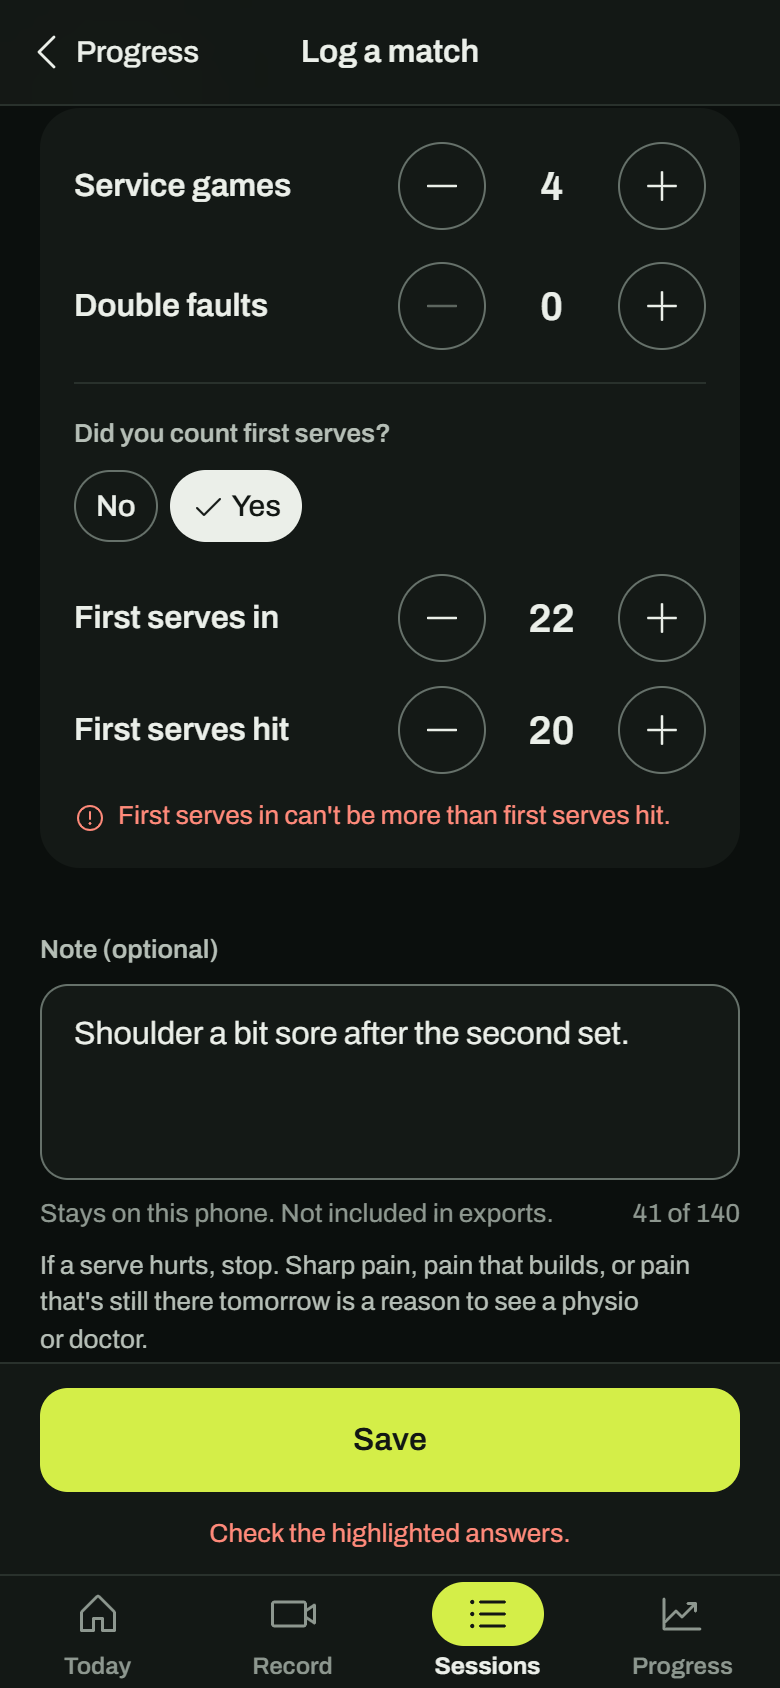 Progress
Log a match
Service games
4
Double faults
0
Did you count first serves?
No
Yes
First serves in
22
First serves hit
20
First serves in can't be more than first serves hit.
Note (optional)
Shoulder a bit sore after the second set.
Stays on this phone. Not included in exports.
41 of 140
If a serve hurts, stop. Sharp pain, pain that builds, or pain
that's still there tomorrow is a reason to see a physio
or doctor.
Save
Check the highlighted answers.
Today
Record
Sessions
Progress